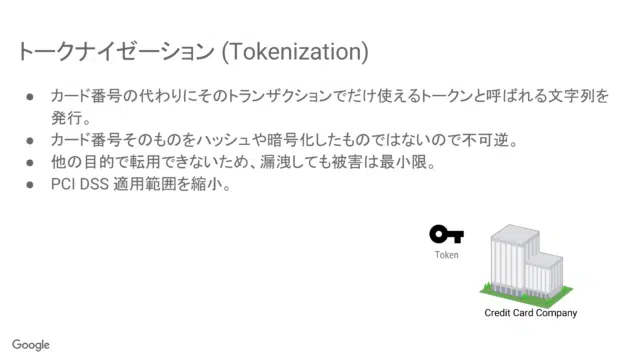 トークナイゼーション (Tokenization)
● カード番号の代わりにそのトランザクションでだけ使えるトークンと呼ばれる文字列を
発行。
● カード番号そのものをハッシュや暗号化したものではないので不可逆。
● 他の目的で転用できないため、漏洩しても被害は最小限。
● PCI DSS 適用範囲を縮小。
Token
Credit Card Company
Google